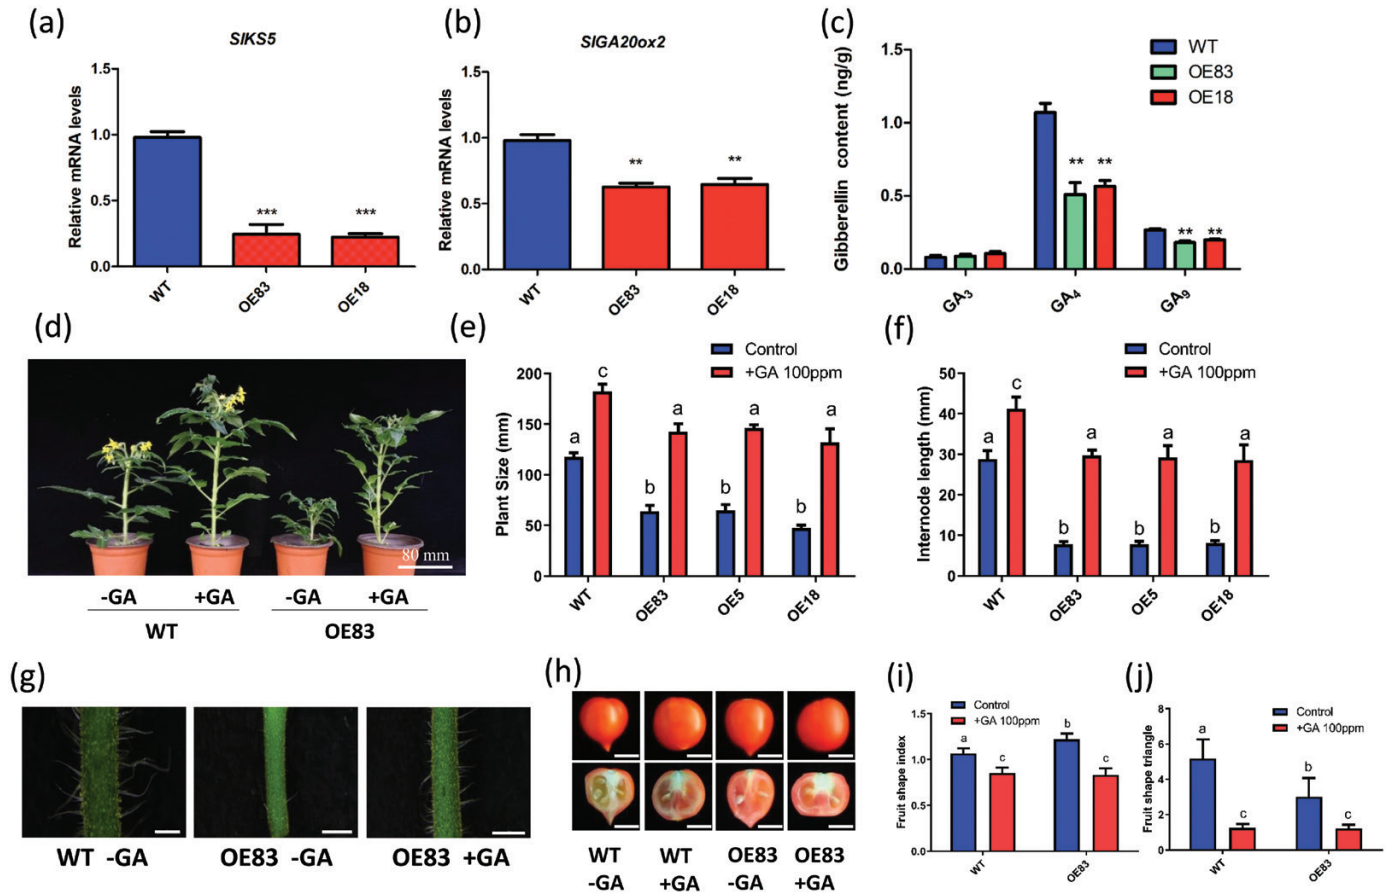 (a)
SlKS5
Relative mRNA levels
1.5
1.0
0.5
0.0
***
***
WT
OE83
OE18
(b)
SlGA20ox2
Relative mRNA levels
1.5
1.0
0.5
0.0
**
**
WT
OE83
OE18
(c)
Gibberellin content (ng/g)
1.5
1.0
0.5
0.0
WT
OE83
OE18
** **
** **
GA3
GA4
GA9
(d)
80 mm
-GA +GA -GA +GA
WT OE83
(e)
Control
+GA 100ppm
Plant Size (mm)
200
150
100
50
0
a c
b a
b a
b a
WT
OE83
OE5
OE18
(f)
Control
+GA 100ppm
Internode length (mm)
50
40
30
20
10
0
a c
b a
b a
b a
WT
OE83
OE5
OE18
(g)
WT -GA
OE83 -GA
OE83 +GA
(h)
WT WT OE83 OE83
-GA +GA -GA +GA
(i)
Control
+GA 100ppm
Fruit shape index
1.5
1.0
0.5
0.0
a c
b c
WT
OE83
(j)
Control
+GA 100ppm
Fruit shape triangle
8
6
4
2
0
a c
b c
WT
OE83